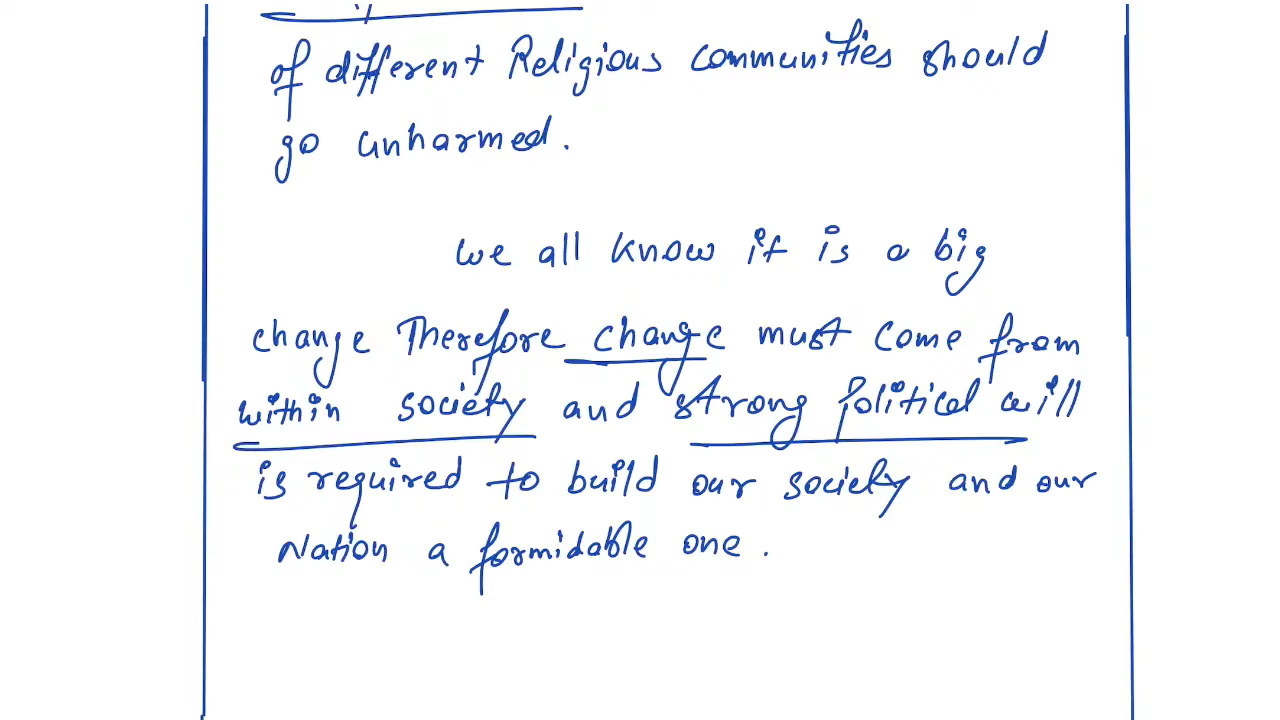 of different Religious communities should
go unharmed.
we all know it is a big
change Therefore change must come from
within society and strong political will
is required to build our society and our
Nation a formidable one.